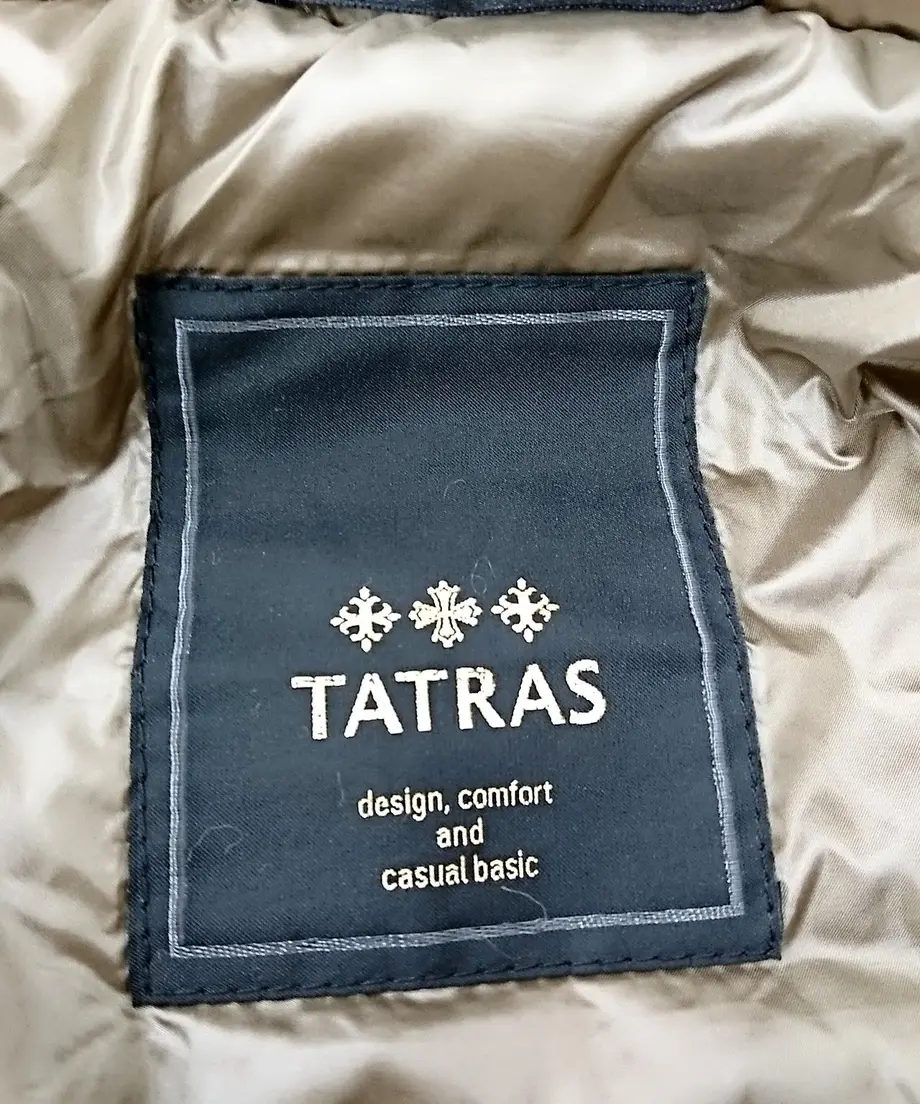 TATRAS
design, comfort
and
casual basic